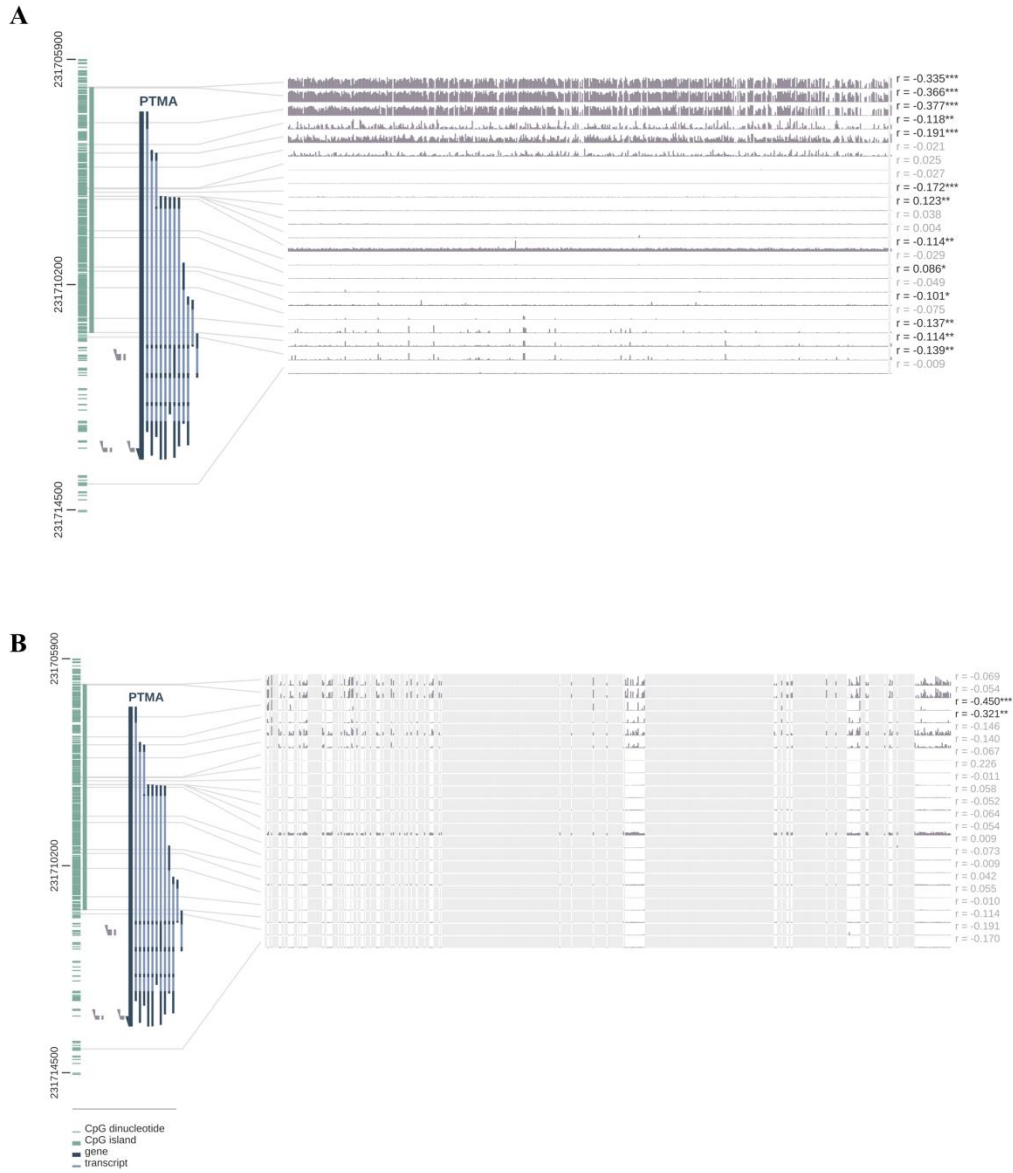 A
231705900
PTMA
231710200
231714500
r = -0.335***
r = -0.366***
r = -0.377***
r = -0.118**
r = -0.191***
r = -0.021
r = 0.025
r = -0.027
r = -0.172***
r = 0.123**
r = 0.038
r = 0.004
r = -0.114**
r = -0.029
r = 0.086*
r = -0.049
r = -0.101*
r = -0.075
r = -0.137**
r = -0.114**
r = -0.139**
r = -0.009
B
231705900
PTMA
231710200
231714500
r = -0.069
r = -0.054
r = -0.450***
r = -0.321**
r = -0.146
r = -0.140
r = -0.067
r = 0.226
r = -0.011
r = 0.058
r = -0.052
r = -0.064
r = -0.054
r = 0.009
r = -0.073
r = -0.009
r = 0.042
r = 0.055
r = -0.010
r = -0.114
r = -0.191
r = -0.170
CpG dinucleotide
CpG island
gene
transcript